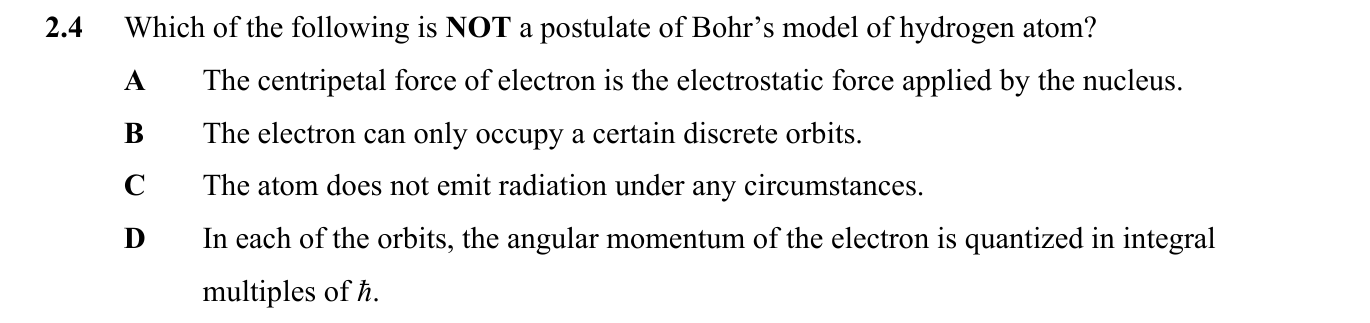 2.4 Which of the following is NOT a postulate of Bohr’s model of hydrogen atom?
A The centripetal force of electron is the electrostatic force applied by the nucleus.
B The electron can only occupy a certain discrete orbits.
C The atom does not emit radiation under any circumstances.
D In each of the orbits, the angular momentum of the electron is quantized in integral
multiples of ℏ.